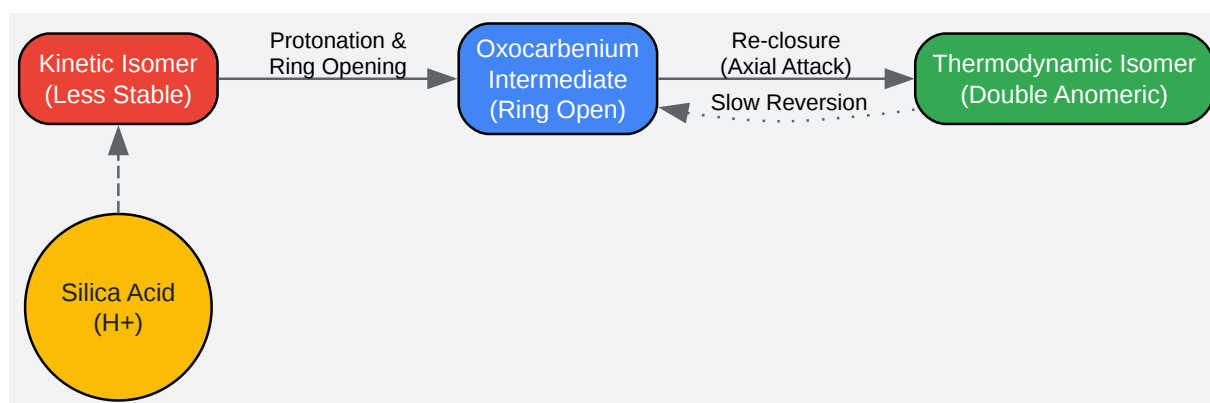 Kinetic Isomer
(Less Stable)
Protonation &
Ring Opening
Oxocarbenium
Intermediate
(Ring Open)
Re-closure
(Axial Attack)
Slow Reversion
Thermodynamic Isomer
(Double Anomeric)
Silica Acid
(H+)